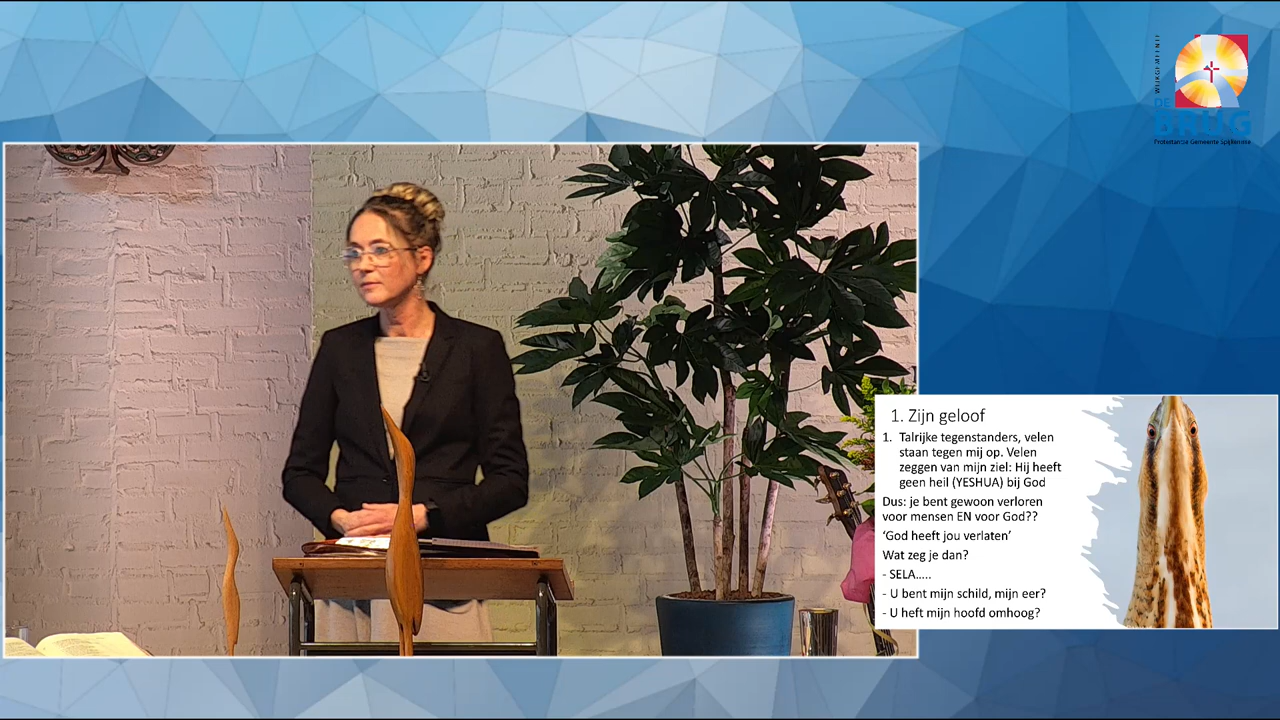 WIJKGEMEENTE
DE
BRUG
Protestantse Gemeente Spijkenisse
1. Zijn geloof
1. Talrijke tegenstanders, velen
staan tegen mij op. Velen
zeggen van mijn ziel: Hij heeft
geen heil (YESHUA) bij God
Dus: je bent gewoon verloren
voor mensen EN voor God??
‘God heeft jou verlaten’
Wat zeg je dan?
- SELA…..
- U bent mijn schild, mijn eer?
- U heft mijn hoofd omhoog?